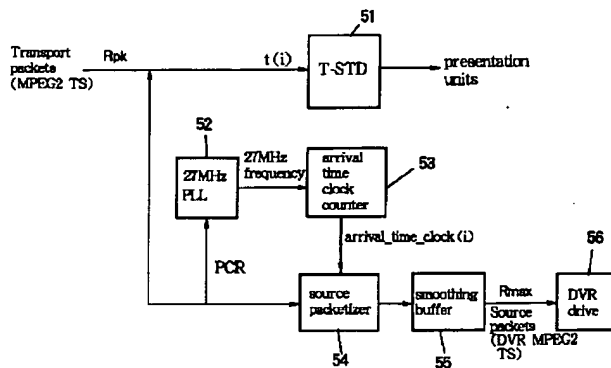 51
Transport
packets
(MPEG2 TS)
Rpk
t(i)
T-STD
presentation
units
52
27MHz
PLL
27MHz
frequency
arrival
time
clock
counter
53
arrival_time_clock(i)
PCR
source
packetizer
54
smoothing
buffer
55
Rmax
Source
packets
(DVR MPEG2
TS)
56
DVR
drive